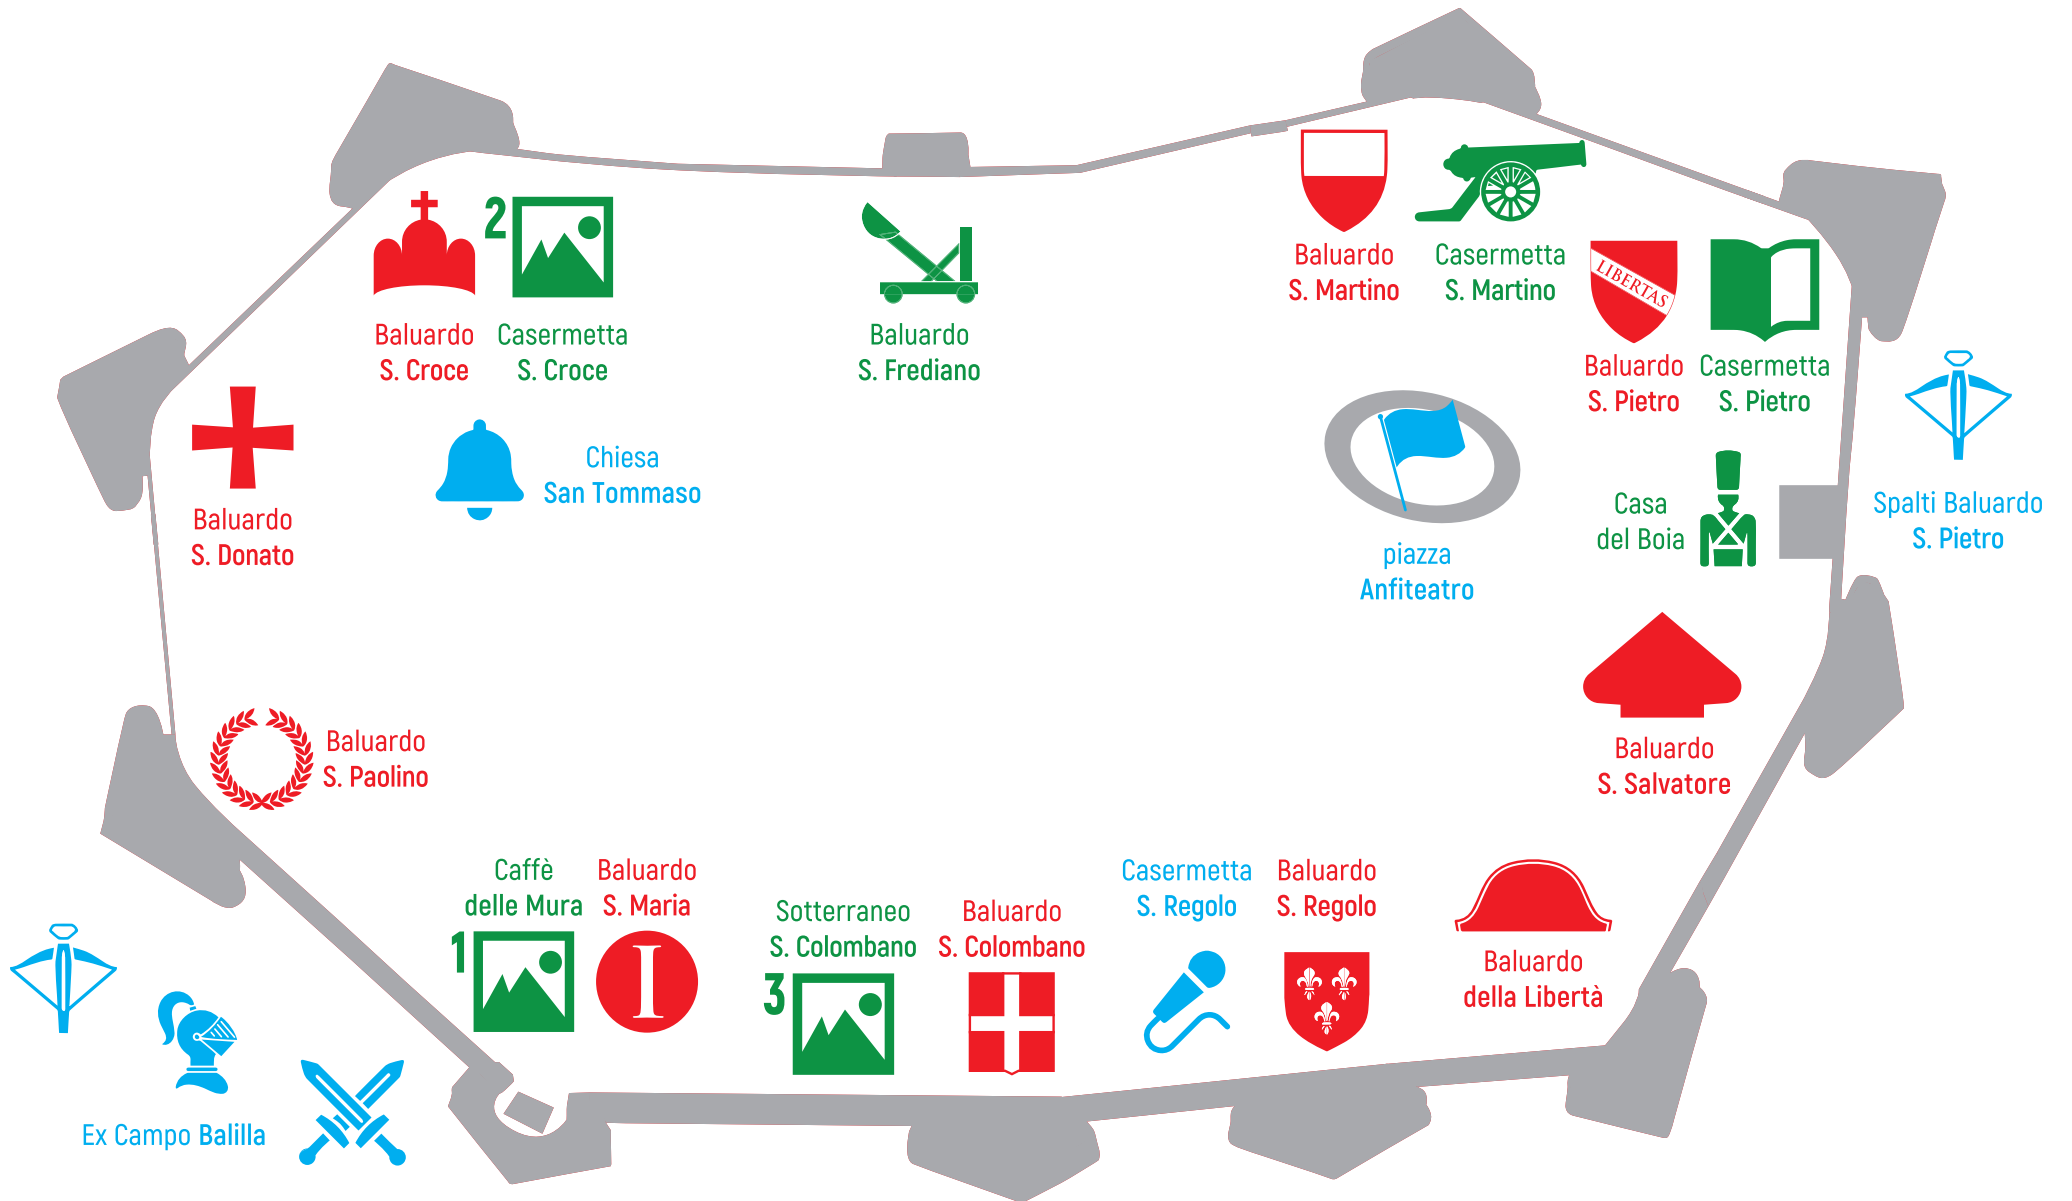 Baluardo
S. Martino
Casermetta
S. Martino
2
Baluardo
S. Croce
Casermetta
S. Croce
Baluardo
S. Frediano
LIBERTAS
Baluardo
S. Pietro
Casermetta
S. Pietro
Baluardo
S. Donato
Chiesa
San Tommaso
piazza
Anfiteatro
Casa
del Boia
Spalti Baluardo
S. Pietro
Baluardo
S. Paolino
Baluardo
S. Salvatore
Caffè
delle Mura
1
Baluardo
S. Maria
I
Sotterraneo
S. Colombano
3
Baluardo
S. Colombano
Casermetta
S. Regolo
Baluardo
S. Regolo
Baluardo
della Libertà
Ex Campo Balilla